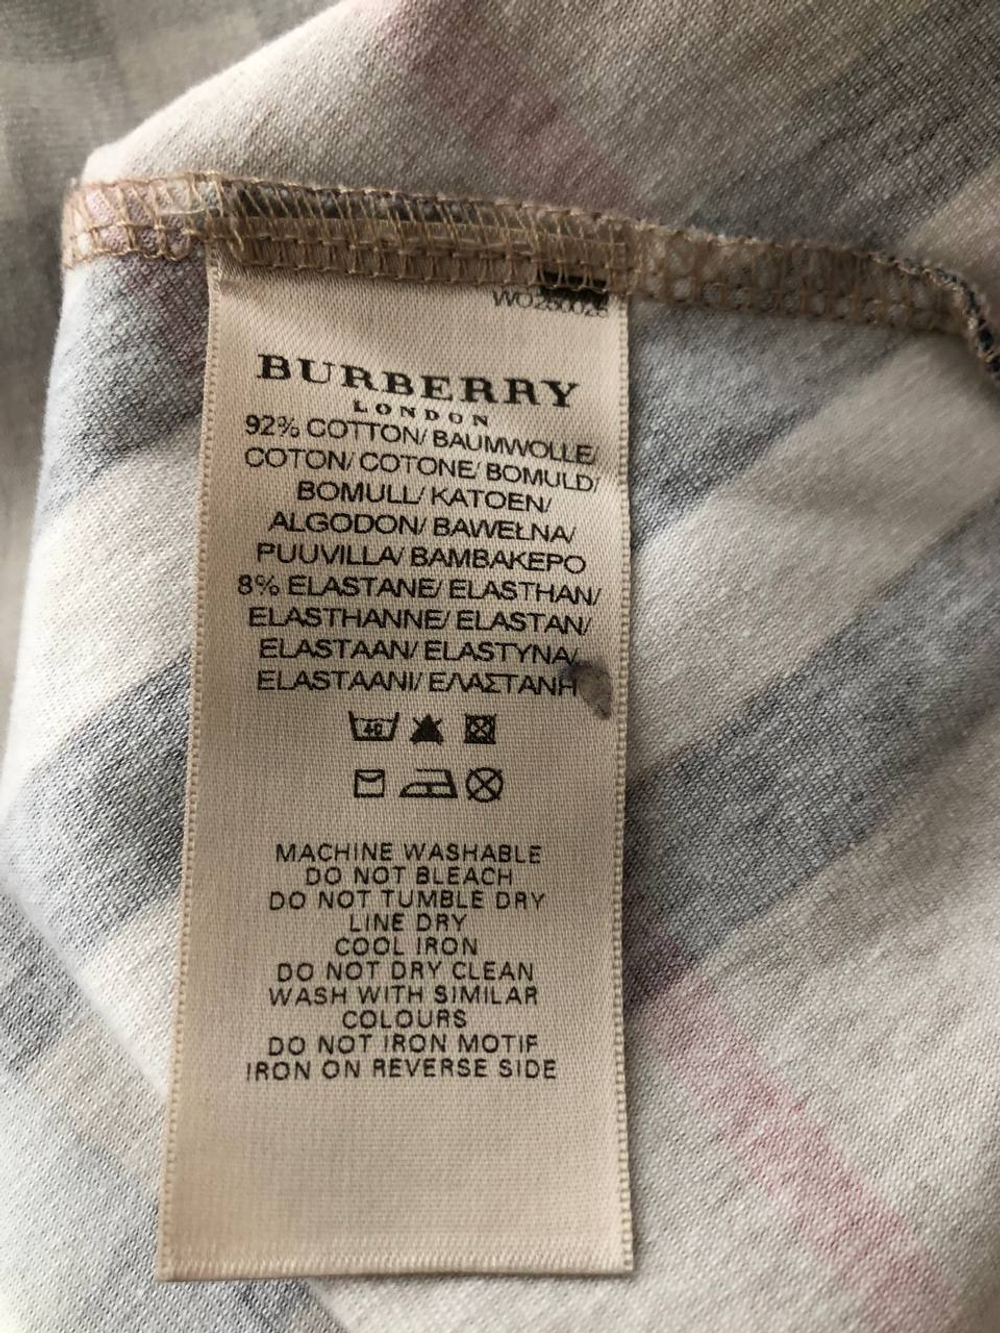 WO250025
BURBERRY
LONDON
92% COTTON/ BAUMWOLLE/
COTON/ COTONE/ BOMULD/
BOMULL/ KATOEN/
ALGODON/ BAWEŁNA/
PUUVILLA/ BAMBAKEPO
8% ELASTANE/ ELASTHAN/
ELASTHANNE/ ELASTAN/
ELASTAAN/ ELASTYNA/
ELASTAANI/ ΕΛΑΣΤΑΝΗ
40
MACHINE WASHABLE
DO NOT BLEACH
DO NOT TUMBLE DRY
LINE DRY
COOL IRON
DO NOT DRY CLEAN
WASH WITH SIMILAR
COLOURS
DO NOT IRON MOTIF
IRON ON REVERSE SIDE